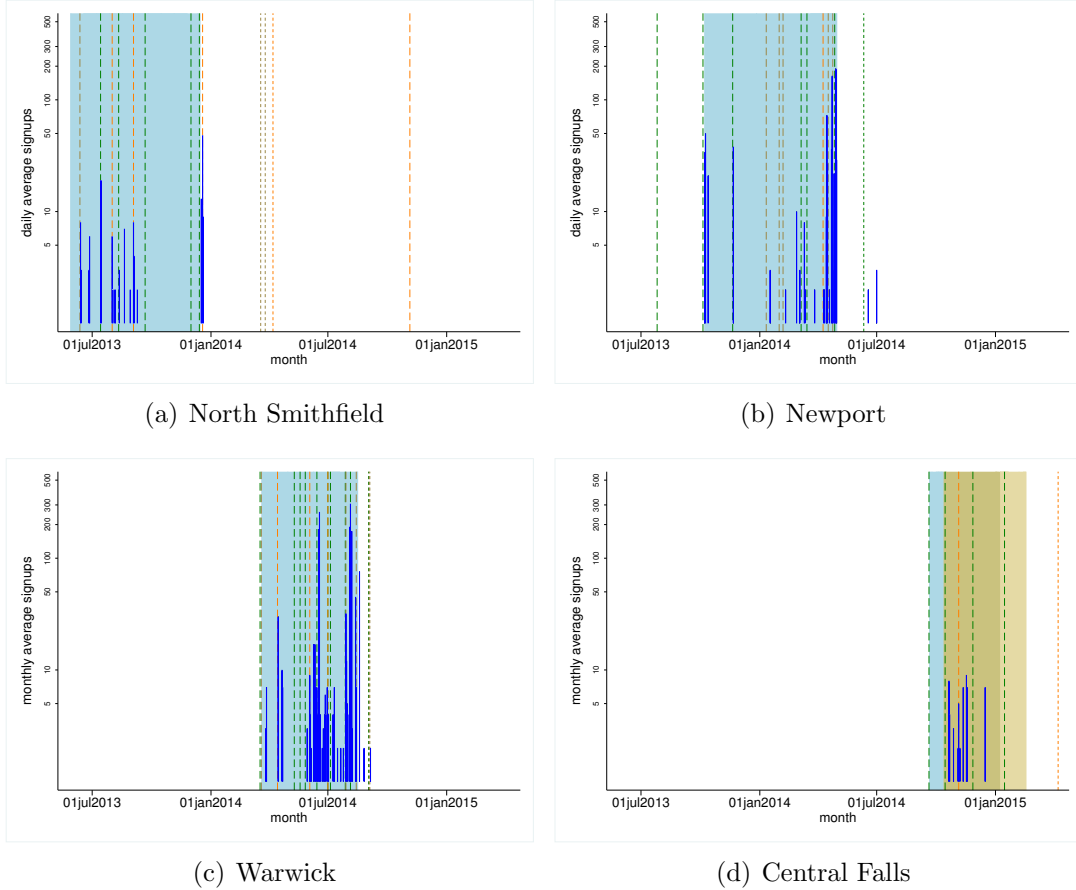 daily average signups
5 10 50 100 200 300 500
01jul2013 01jan2014 01jul2014 01jan2015
month
(a) North Smithfield
daily average signups
5 10 50 100 200 300 500
01jul2013 01jan2014 01jul2014 01jan2015
month
(b) Newport
monthly average signups
5 10 50 100 200 300 500
01jul2013 01jan2014 01jul2014 01jan2015
month
(c) Warwick
monthly average signups
5 10 50 100 200 300 500
01jul2013 01jan2014 01jul2014 01jan2015
month
(d) Central Falls